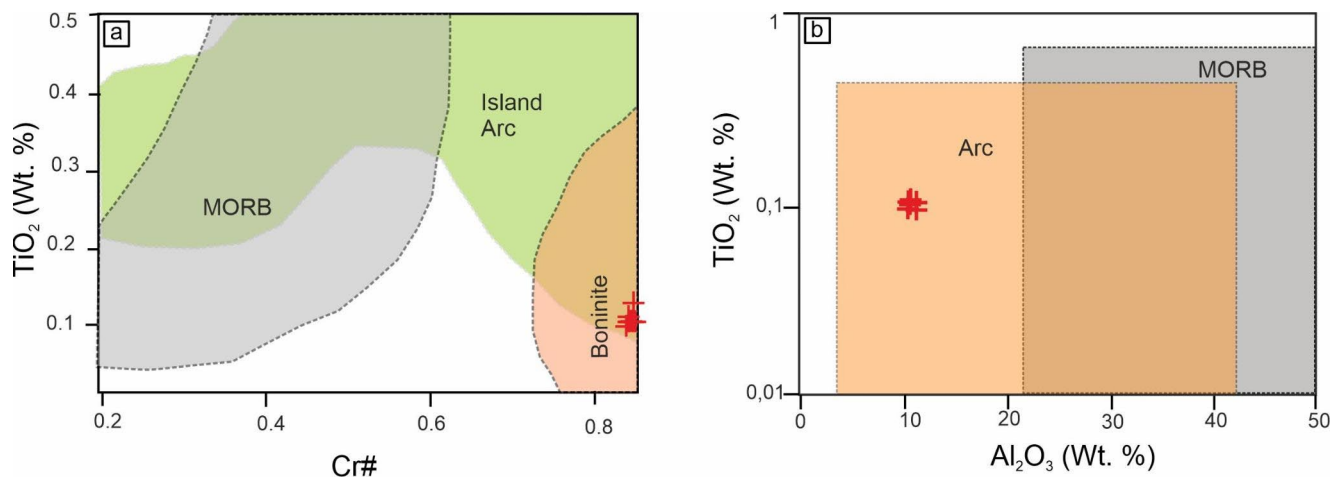 a
0.5
0.4
0.3
0.2
0.1
TiO₂ (Wt. %)
Island
Arc
MORB
Boninite
0.2
0.4
0.6
0.8
Cr#
b
1
0,1
0,01
TiO₂ (Wt. %)
MORB
Arc
0
10
20
30
40
50
Al₂O₃ (Wt. %)